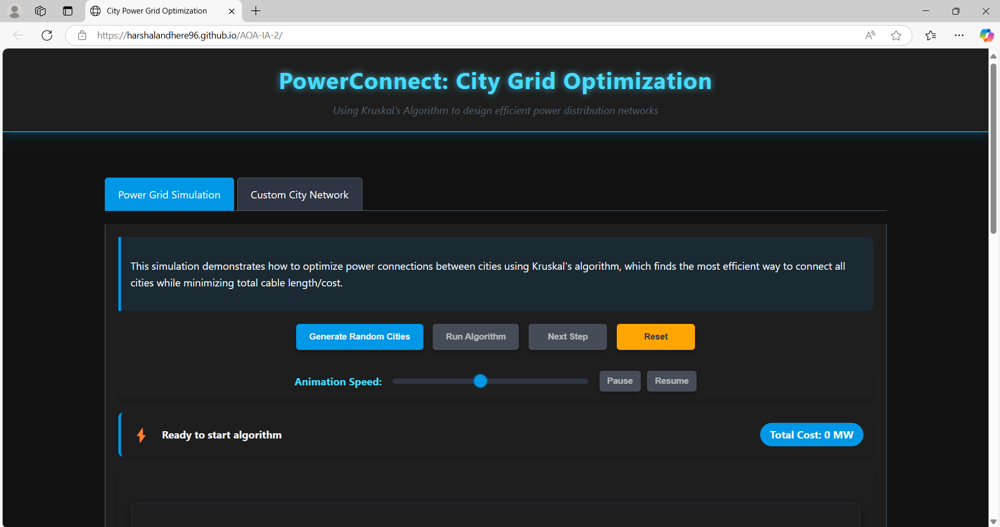 City Power Grid Optimization
https://harshalandhere96.github.io/AOA-IA-2/
PowerConnect: City Grid Optimization
Using Kruskal's Algorithm to design efficient power distribution networks
Power Grid Simulation
Custom City Network
This simulation demonstrates how to optimize power connections between cities using Kruskal's algorithm, which finds the most efficient way to connect all
cities while minimizing total cable length/cost.
Generate Random Cities
Run Algorithm
Next Step
Reset
Animation Speed:
Pause
Resume
Ready to start algorithm
Total Cost: 0 MW